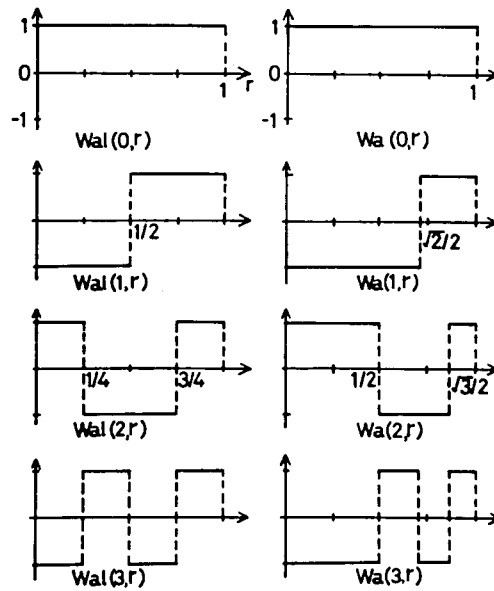 1
0
-1
1
r
Wal(0,r)
1
0
-1
1
r
Wa(0,r)
1/2
Wal(1,r)
√2/2
Wa(1,r)
1/4
3/4
Wal(2,r)
1/2
√3/2
Wa(2,r)
Wal(3,r)
Wa(3,r)